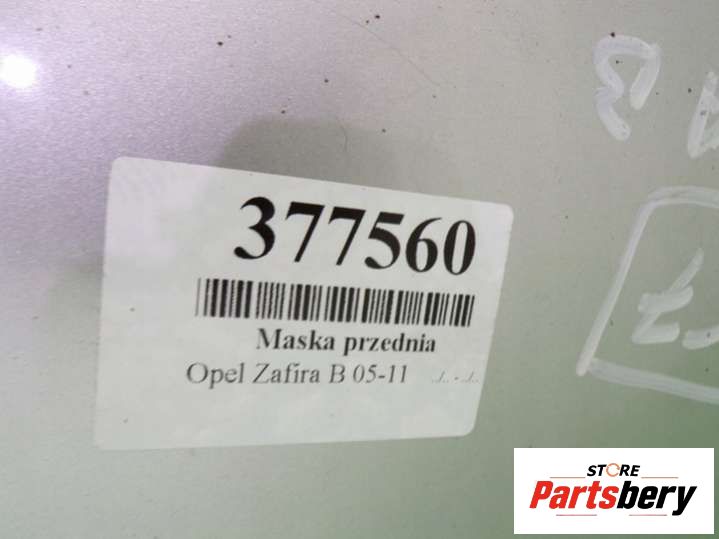 377560
Maska przednia
Opel Zafira B 05-11 ../.. - ../..
STORE
Partsbery